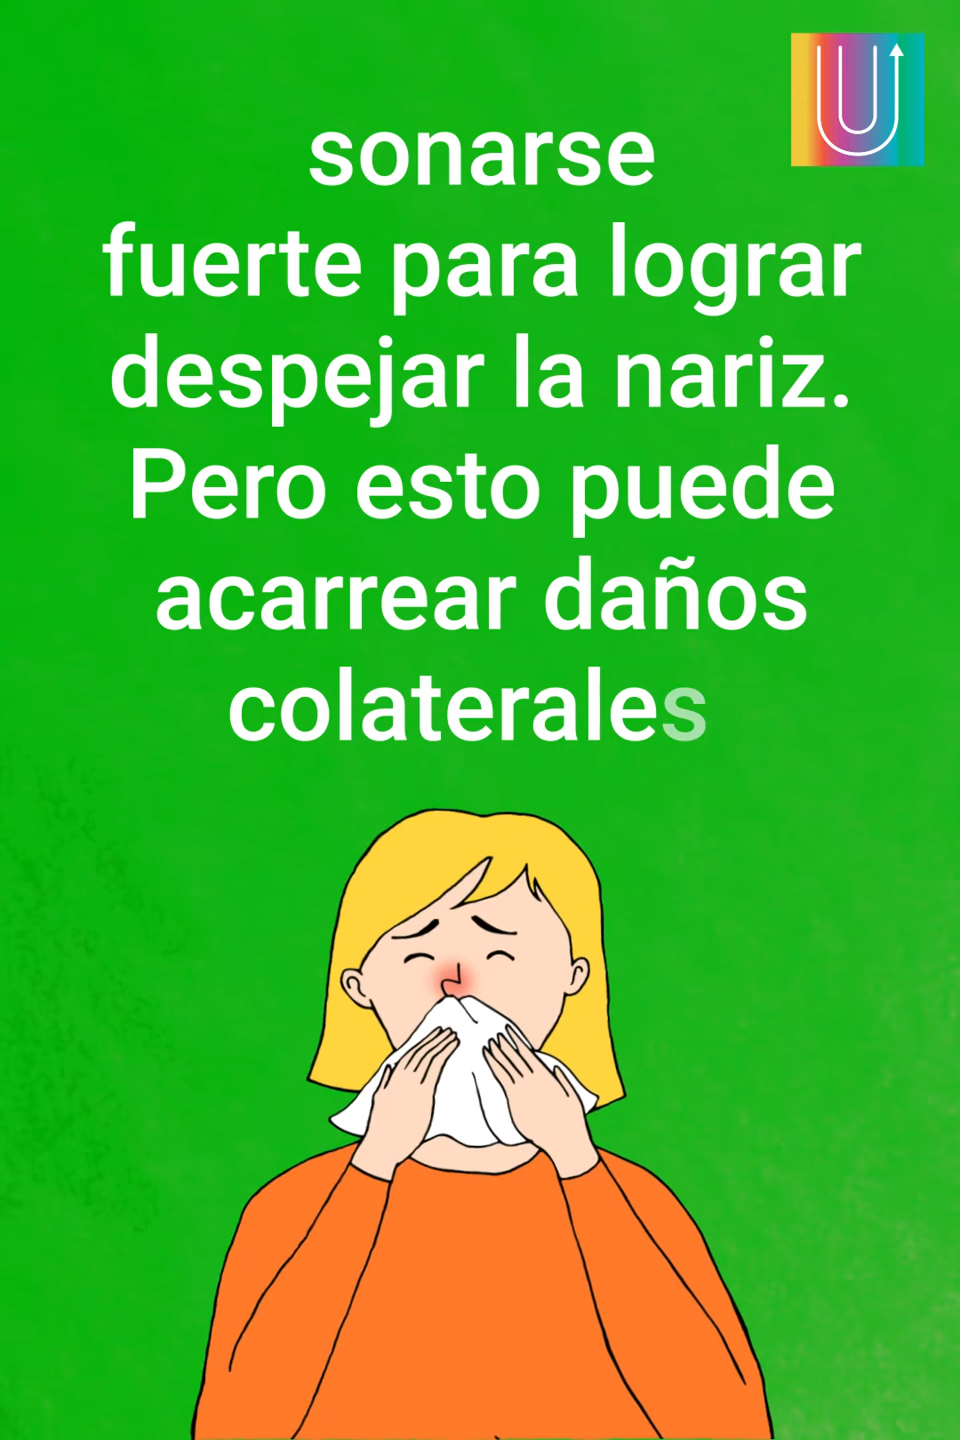 sonarse
fuerte para lograr
despejar la nariz.
Pero esto puede
acarrear daños
colaterales
U